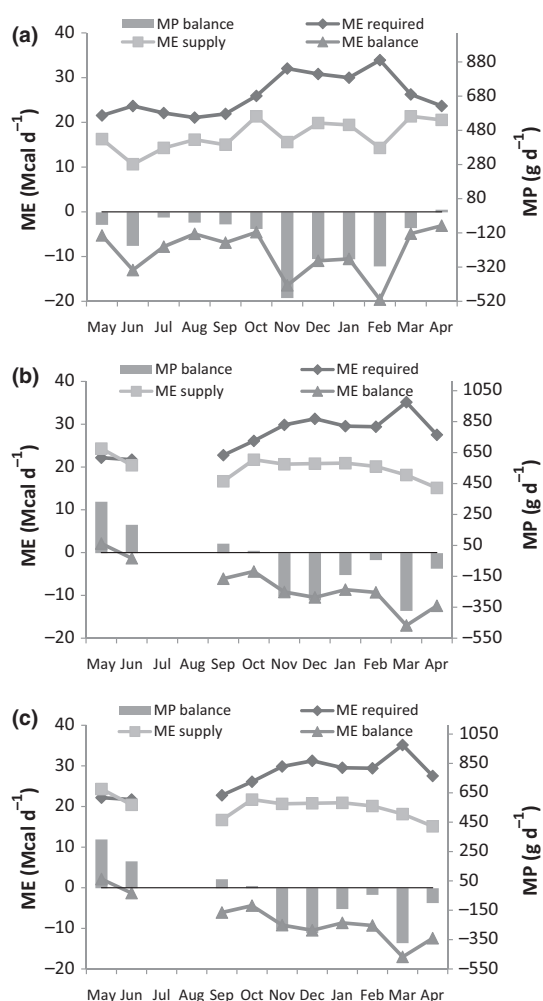 (a)
MP balance ME required
ME supply ME balance
40
30
20
10
0
−10
−20
ME (Mcal d−1)
880
680
480
280
80
−120
−320
−520
MP (g d−1)
May Jun Jul Aug Sep Oct Nov Dec Jan Feb Mar Apr
(b)
MP balance ME required
ME supply ME balance
40
30
20
10
0
−10
−20
ME (Mcal d−1)
1050
850
650
450
250
50
−150
−350
−550
MP (g d−1)
May Jun Jul Aug Sep Oct Nov Dec Jan Feb Mar Apr
(c)
MP balance ME required
ME supply ME balance
40
30
20
10
0
−10
−20
ME (Mcal d−1)
1050
850
650
450
250
50
−150
−350
−550
MP (g d−1)
May Jun Jul Aug Sep Oct Nov Dec Jan Feb Mar Apr